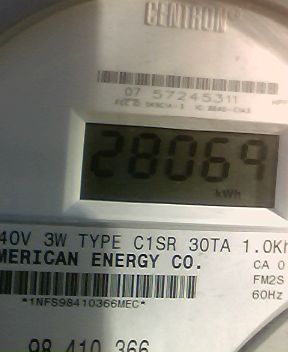 CENTRON®
07 57245311
28069
kWh
40V 3W TYPE C1SR 30TA 1.0Kh
MERICAN ENERGY CO.
CA 0
FM2S
*1NFS98410366MEC*
60Hz
98 410 366